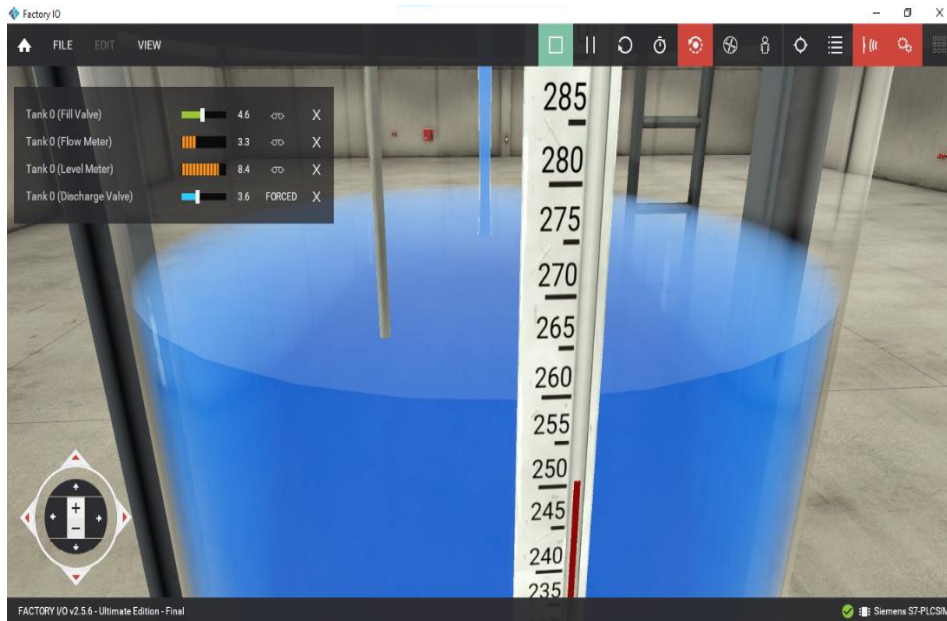 Factory IO
FILE EDIT VIEW
Tank 0 (Fill Valve) 4.6 X
Tank 0 (Flow Meter) 3.3 X
Tank 0 (Level Meter) 8.4 X
Tank 0 (Discharge Valve) 3.6 FORCED X
285
280
275
270
265
260
255
250
245
240
235
FACTORY I/O v2.5.6 - Ultimate Edition - Final
Siemens S7-PLCSIM